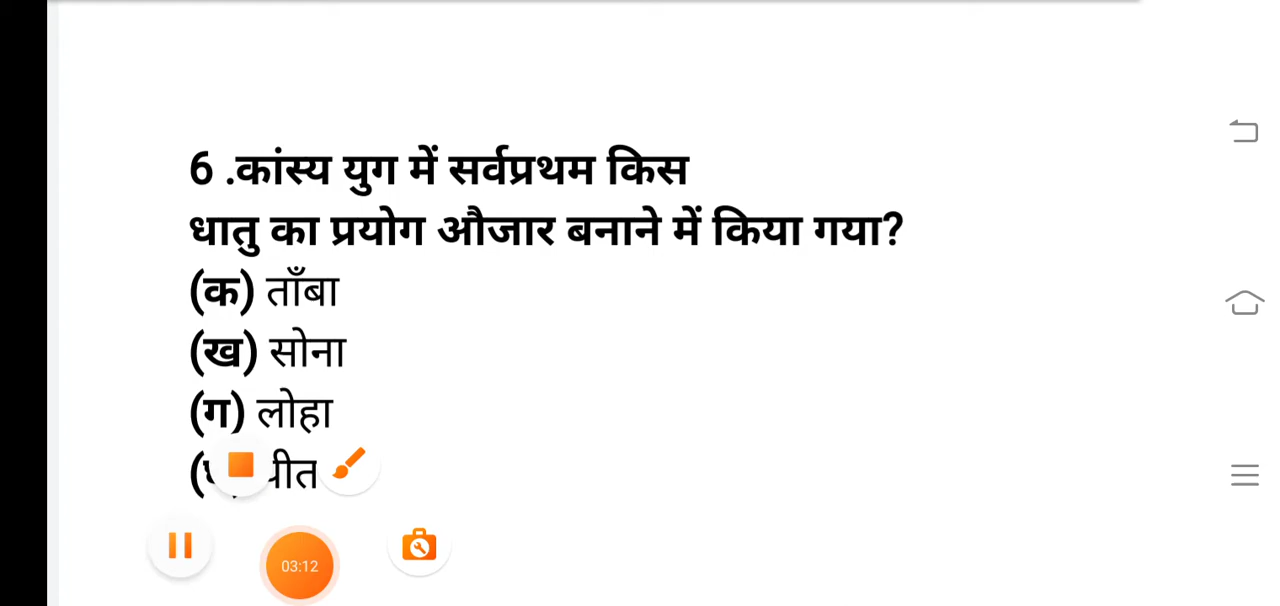 6 .कांस्य युग में सर्वप्रथम किस
धातु का प्रयोग औजार बनाने में किया गया?
(क) ताँबा
(ख) सोना
(ग) लोहा
03:12